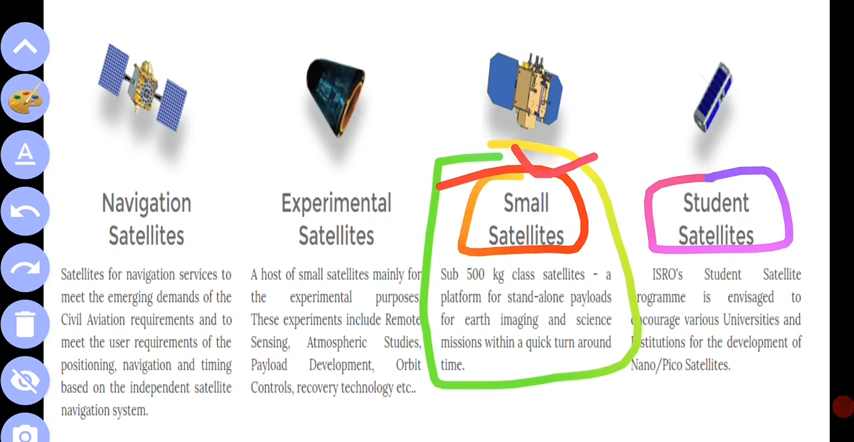 Navigation
Satellites
Satellites for navigation services to
meet the emerging demands of the
Civil Aviation requirements and to
meet the user requirements of the
positioning, navigation and timing
based on the independent satellite
navigation system.
Experimental
Satellites
A host of small satellites mainly for
the experimental purposes.
These experiments include Remote
Sensing, Atmospheric Studies,
Payload Development, Orbit
Controls, recovery technology etc..
Small
Satellites
Sub 500 kg class satellites - a
platform for stand-alone payloads
for earth imaging and science
missions within a quick turn around
time.
Student
Satellites
ISRO's Student Satellite
programme is envisaged to
encourage various Universities and
Institutions for the development of
Nano/Pico Satellites.
A